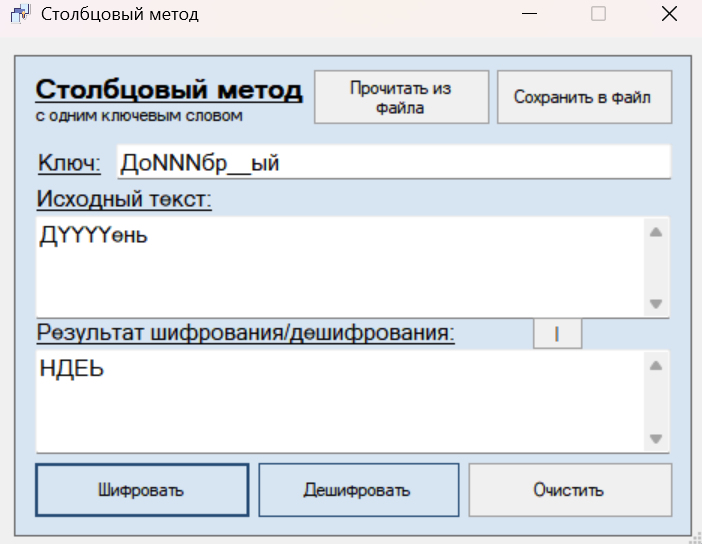 Столбцовый метод
Столбцовый метод
с одним ключевым словом
Прочитать из
файла
Сохранить в файл
Ключ:
ДоNNNбр__ый
Исходный текст:
ДYYYYень
Результат шифрования/дешифрования:
|
НДЕЬ
Шифровать
Дешифровать
Очистить